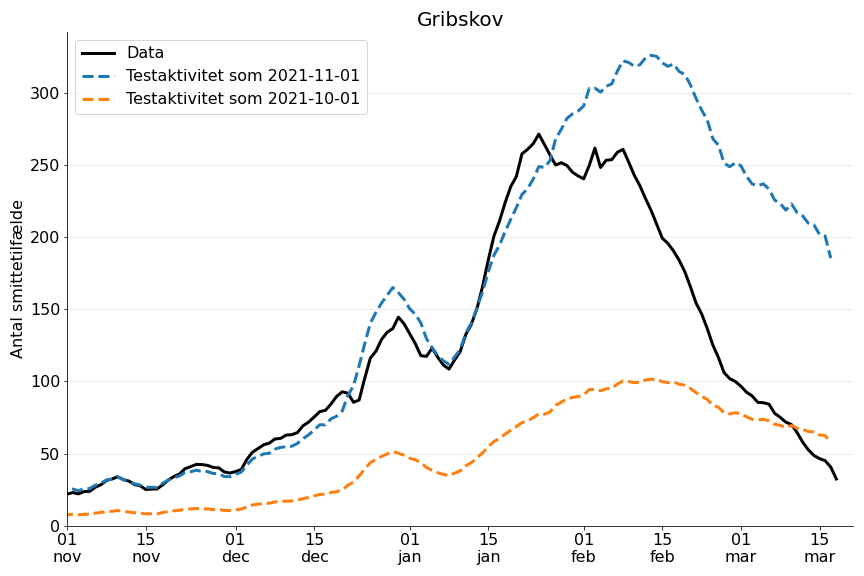 Gribskov
Data
Testaktivitet som 2021-11-01
Testaktivitet som 2021-10-01
Antal smittetilfælde
300
250
200
150
100
50
0
01 15 01 15 01 15 01 15 01 15
nov nov dec dec jan jan feb feb mar mar